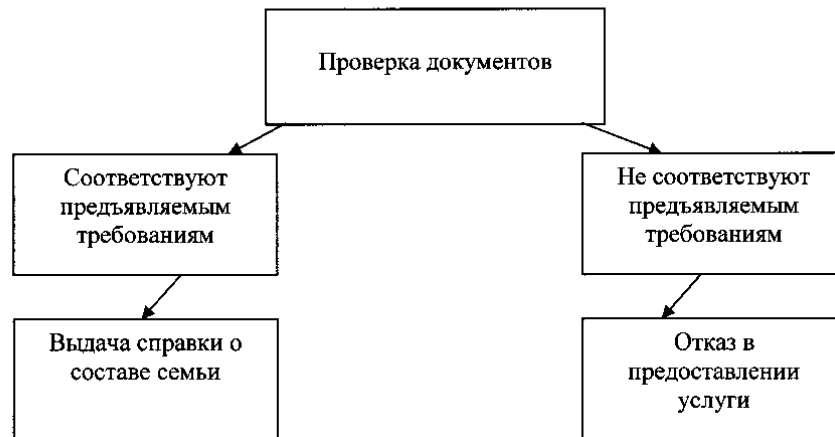 Проверка документов
Соответствуют
предъявляемым
требованиям
Не соответствуют
предъявляемым
требованиям
Выдача справки о
составе семьи
Отказ в
предоставлении
услуги